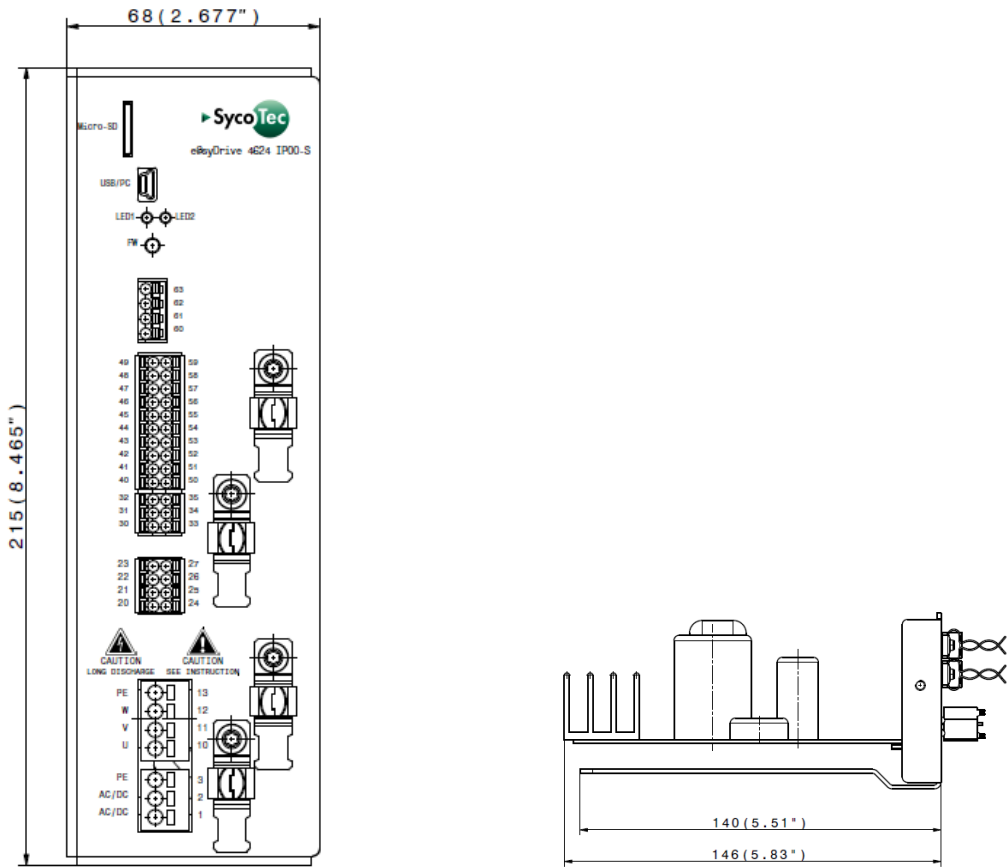 68(2.677")
215(8.465")
SycoTec
Micro-SD
easyDrive 4624 IP00-S
USB/PC
LED1 LED2
FW
63
62
61
60
49 59
48 58
47 57
46 56
45 55
44 54
43 53
42 52
41 51
40 50
32 35
31 34
30 33
23 27
22 26
21 25
20 24
CAUTION CAUTION
LONG DISCHARGE SEE INSTRUCTION
PE 13
W 12
V 11
U 10
PE 3
AC/DC 2
AC/DC 1
140(5.51")
146(5.83")